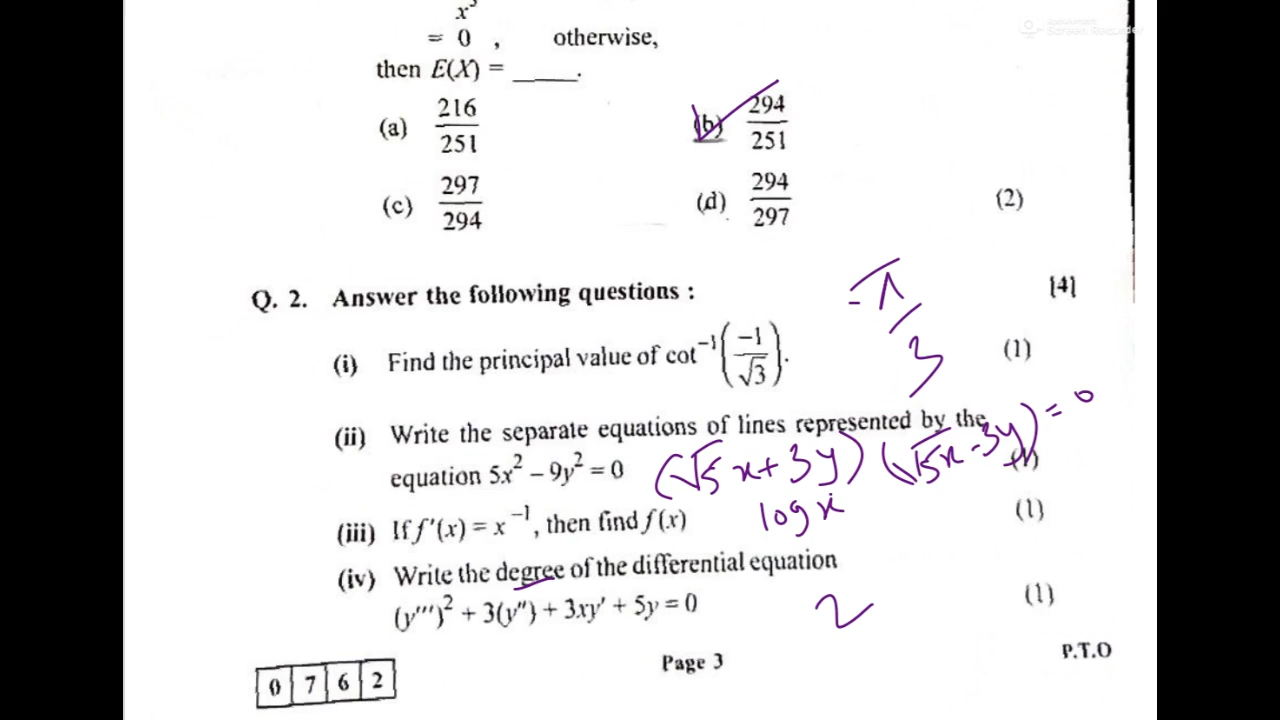 x³
= 0 , otherwise,
Screen Recorder
then E(X) = _____.
(a) 216/251 (b) 294/251
(c) 297/294 (d) 294/297 (2)
Q. 2. Answer the following questions : [4]
-π/3
(i) Find the principal value of cot⁻¹(-1/√3). (1)
(ii) Write the separate equations of lines represented by the
equation 5x² – 9y² = 0 (√5x+3y) (√5x-3y) = 0 (1)
(iii) If f'(x) = x⁻¹, then find f(x) log x (1)
(iv) Write the degree of the differential equation
(y''')² + 3(y'') + 3xy' + 5y = 0 2 (1)
0 7 6 2 Page 3 P.T.O